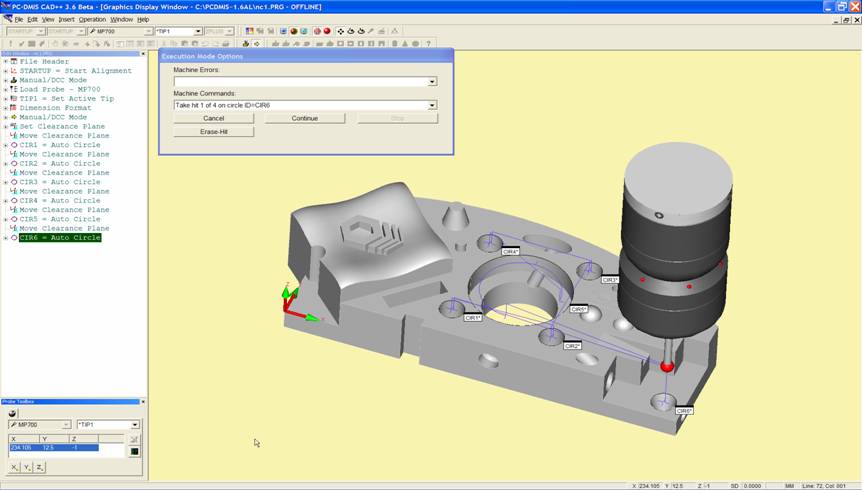 PC-DMIS CAD++ 3.6 Beta - [Graphics Display Window - C:\PCDMIS~1.6AL\nc1.PRG - OFFLINE]
File Edit View Insert Operation Window Help
STARTUP STARTUP MP700 *TIP1 ZPLUS
File Header
STARTUP = Start Alignment
Manual/DCC Mode
Load Probe - MP700
TIP1 = Set Active Tip
Dimension Format
Manual/DCC Mode
Set Clearance Plane
Move Clearance Plane
CIR1 = Auto Circle
Move Clearance Plane
CIR2 = Auto Circle
Move Clearance Plane
CIR3 = Auto Circle
Move Clearance Plane
CIR4 = Auto Circle
Move Clearance Plane
CIR5 = Auto Circle
Move Clearance Plane
CIR6 = Auto Circle
Execution Mode Options
Machine Errors:
Machine Commands:
Take hit 1 of 4 on circle ID=CIR6
Cancel Continue Stop
Erase-Hit
CIR4*
CIR3*
CIR5*
CIR1*
CIR2*
CIR6*
Z
X
Probe Toolbox
MP700 *TIP1
X Y Z
234.105 12.5 -1
X Y Z
X 234.105 Y 12.5 Z -1 SD 0.0000 MM Line: 72, Col: 001